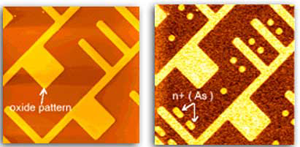 oxide pattern
n+ ( As )